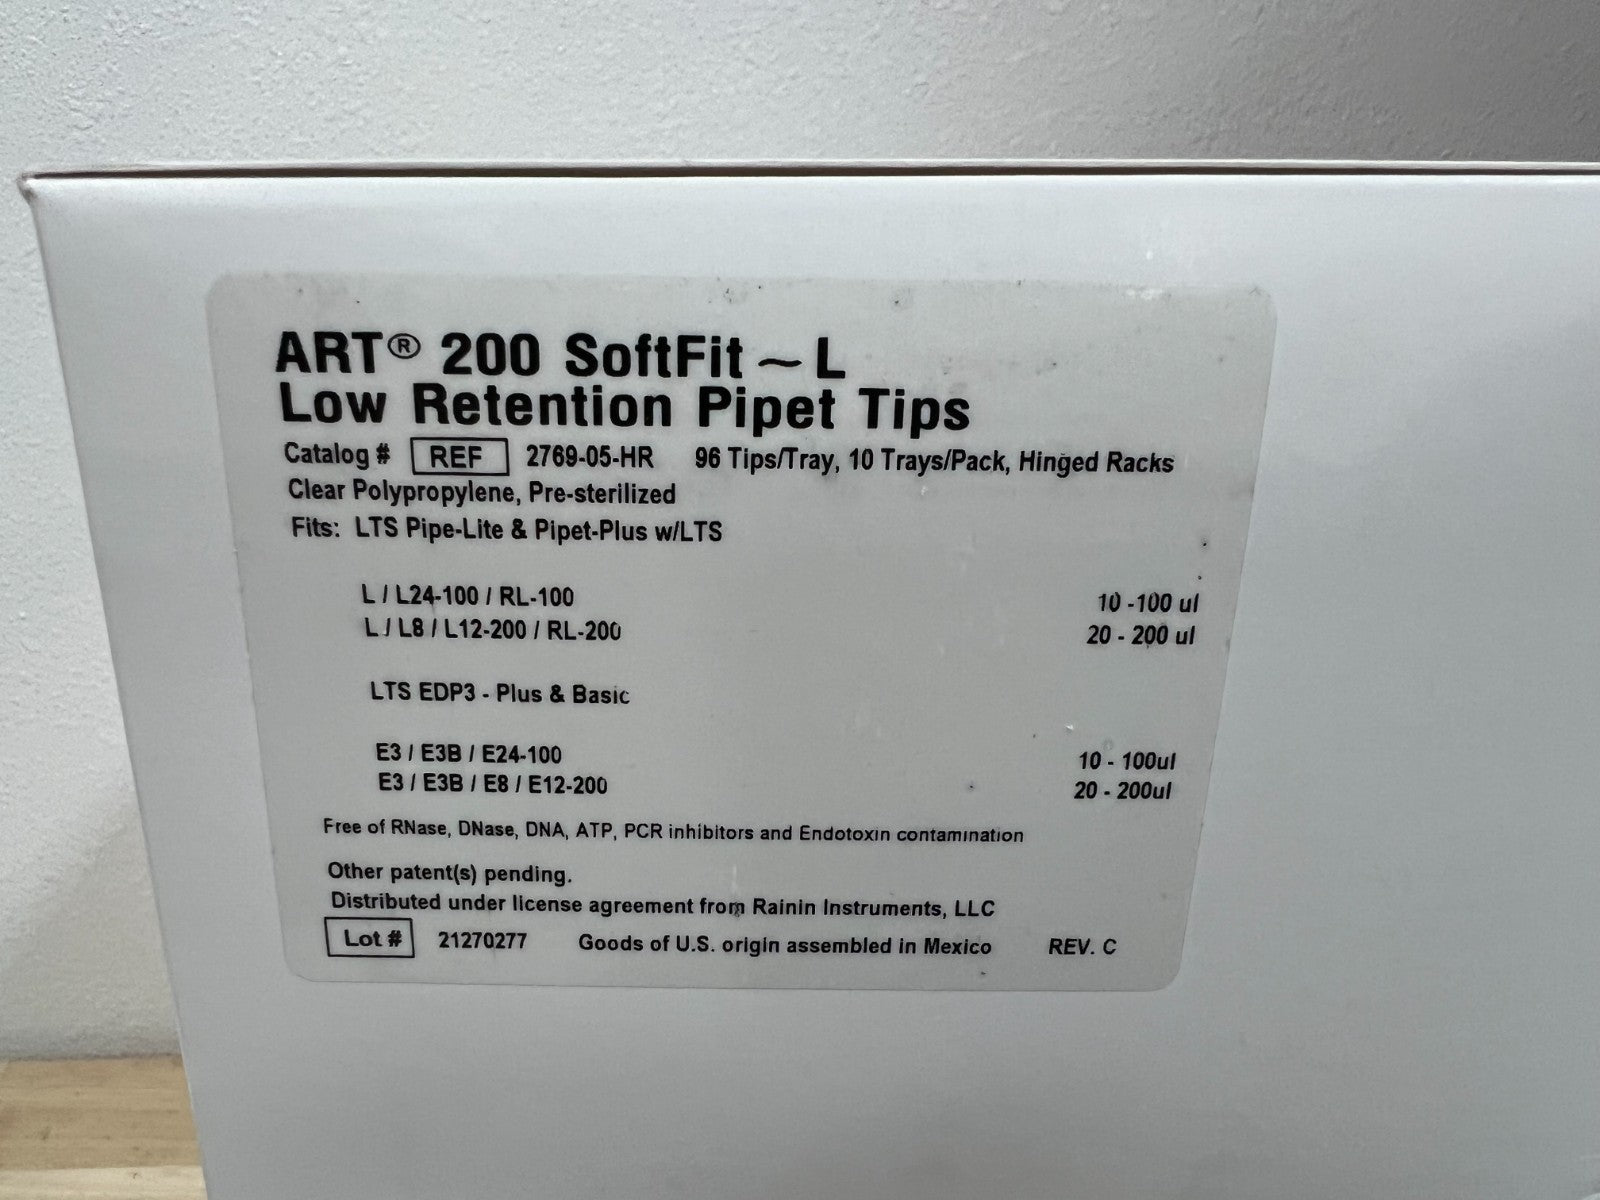 ART® 200 SoftFit ~ L
Low Retention Pipet Tips
Catalog # REF 2769-05-HR 96 Tips/Tray, 10 Trays/Pack, Hinged Racks
Clear Polypropylene, Pre-sterilized
Fits: LTS Pipe-Lite & Pipet-Plus w/LTS
L / L24-100 / RL-100 10 -100 ul
L / L8 / L12-200 / RL-200 20 - 200 ul
LTS EDP3 - Plus & Basic
E3 / E3B / E24-100 10 - 100ul
E3 / E3B / E8 / E12-200 20 - 200ul
Free of RNase, DNase, DNA, ATP, PCR inhibitors and Endotoxin contamination
Other patent(s) pending.
Distributed under license agreement from Rainin Instruments, LLC
Lot # 21270277 Goods of U.S. origin assembled in Mexico REV. C